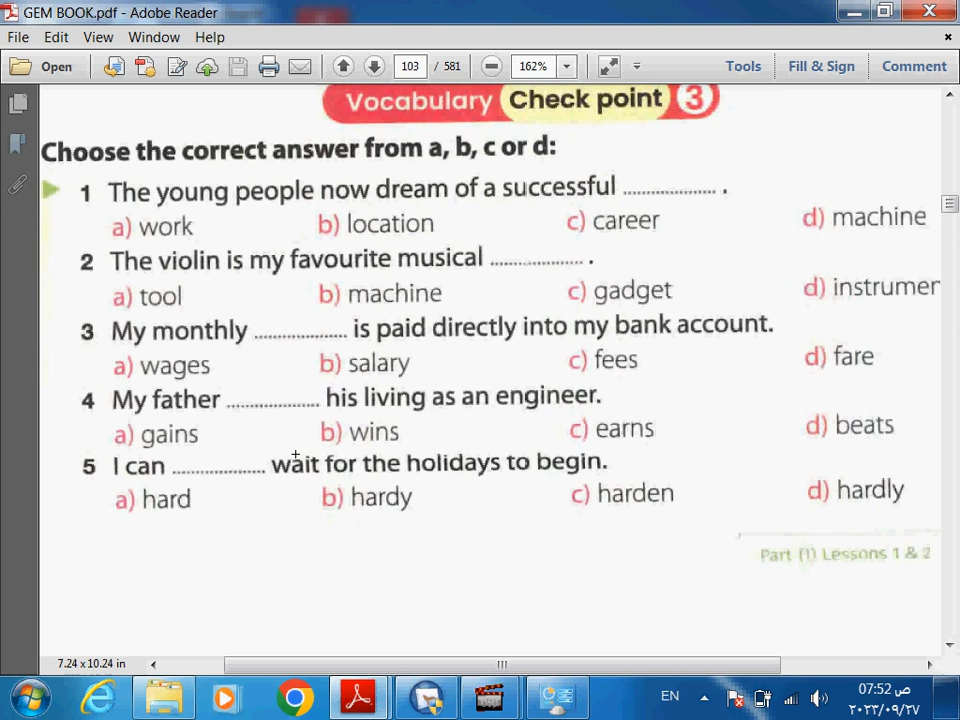 GEM BOOK.pdf - Adobe Reader
File Edit View Window Help
Open 103 / 581 162% Tools Fill & Sign Comment
Vocabulary Check point 3
Choose the correct answer from a, b, c or d:
1 The young people now dream of a successful .................... .
a) work b) location c) career d) machine
2 The violin is my favourite musical .................... .
a) tool b) machine c) gadget d) instrumen
3 My monthly .................... is paid directly into my bank account.
a) wages b) salary c) fees d) fare
4 My father .................... his living as an engineer.
a) gains b) wins c) earns d) beats
5 I can .................... wait for the holidays to begin.
a) hard b) hardy c) harden d) hardly
Part (1) Lessons 1 & 2
7.24 x 10.24 in
EN 07:52 ص
٢٠٢٣/٠٩/٢٧